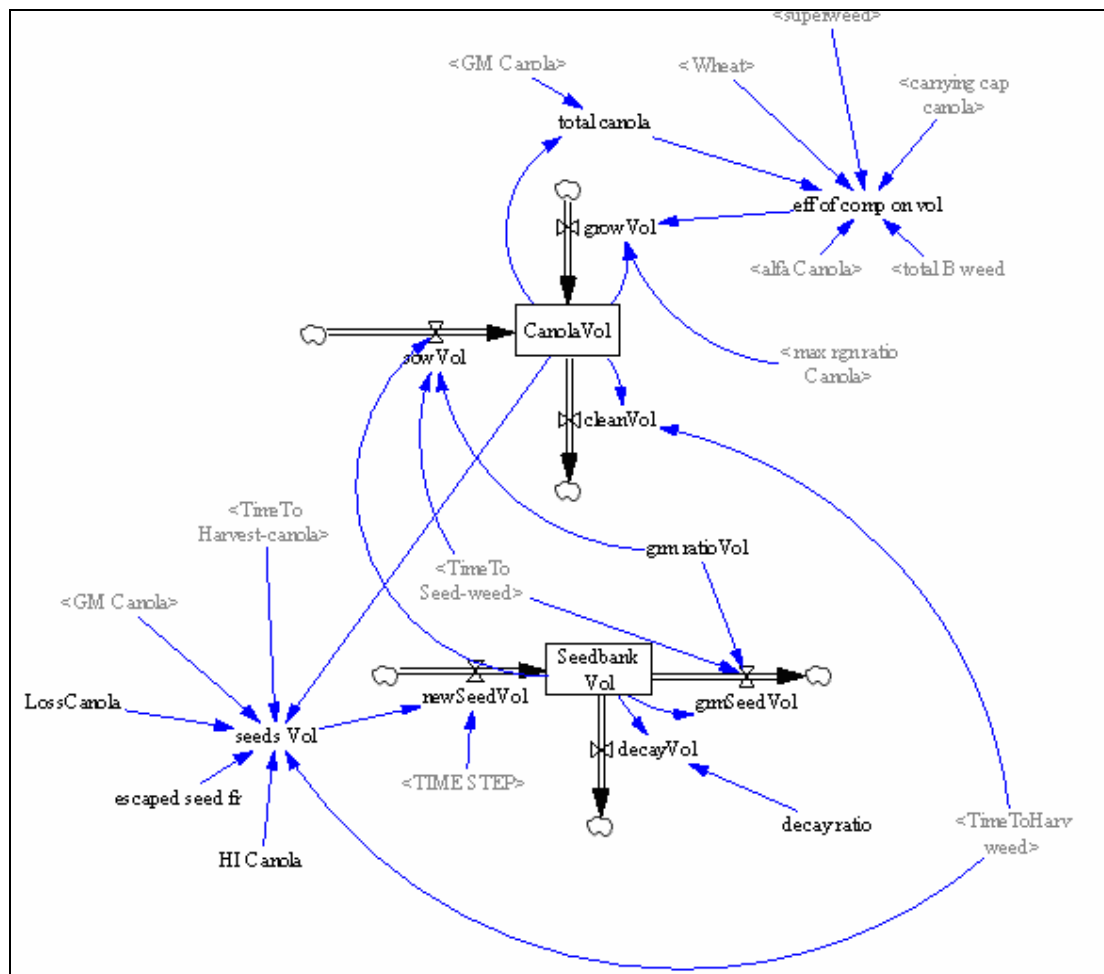 <superweed>
<GM Canola>
<Wheat>
<carrying cap
canola>
total canola
eff of comp on vol
growVol
<alfa Canola>
<total B weed
CanolaVol
sowVol
<max rgn ratio
Canola>
cleanVol
<TimeTo
Harvest-canola>
grm ratioVol
<TimeTo
Seed-weed>
<GM Canola>
Seedbank
Vol
LossCanola
newSeedVol
grmSeedVol
seeds Vol
decayVol
<TIME STEP>
escaped seed fr
decay ratio
<TimeToHarv
weed>
HI Canola